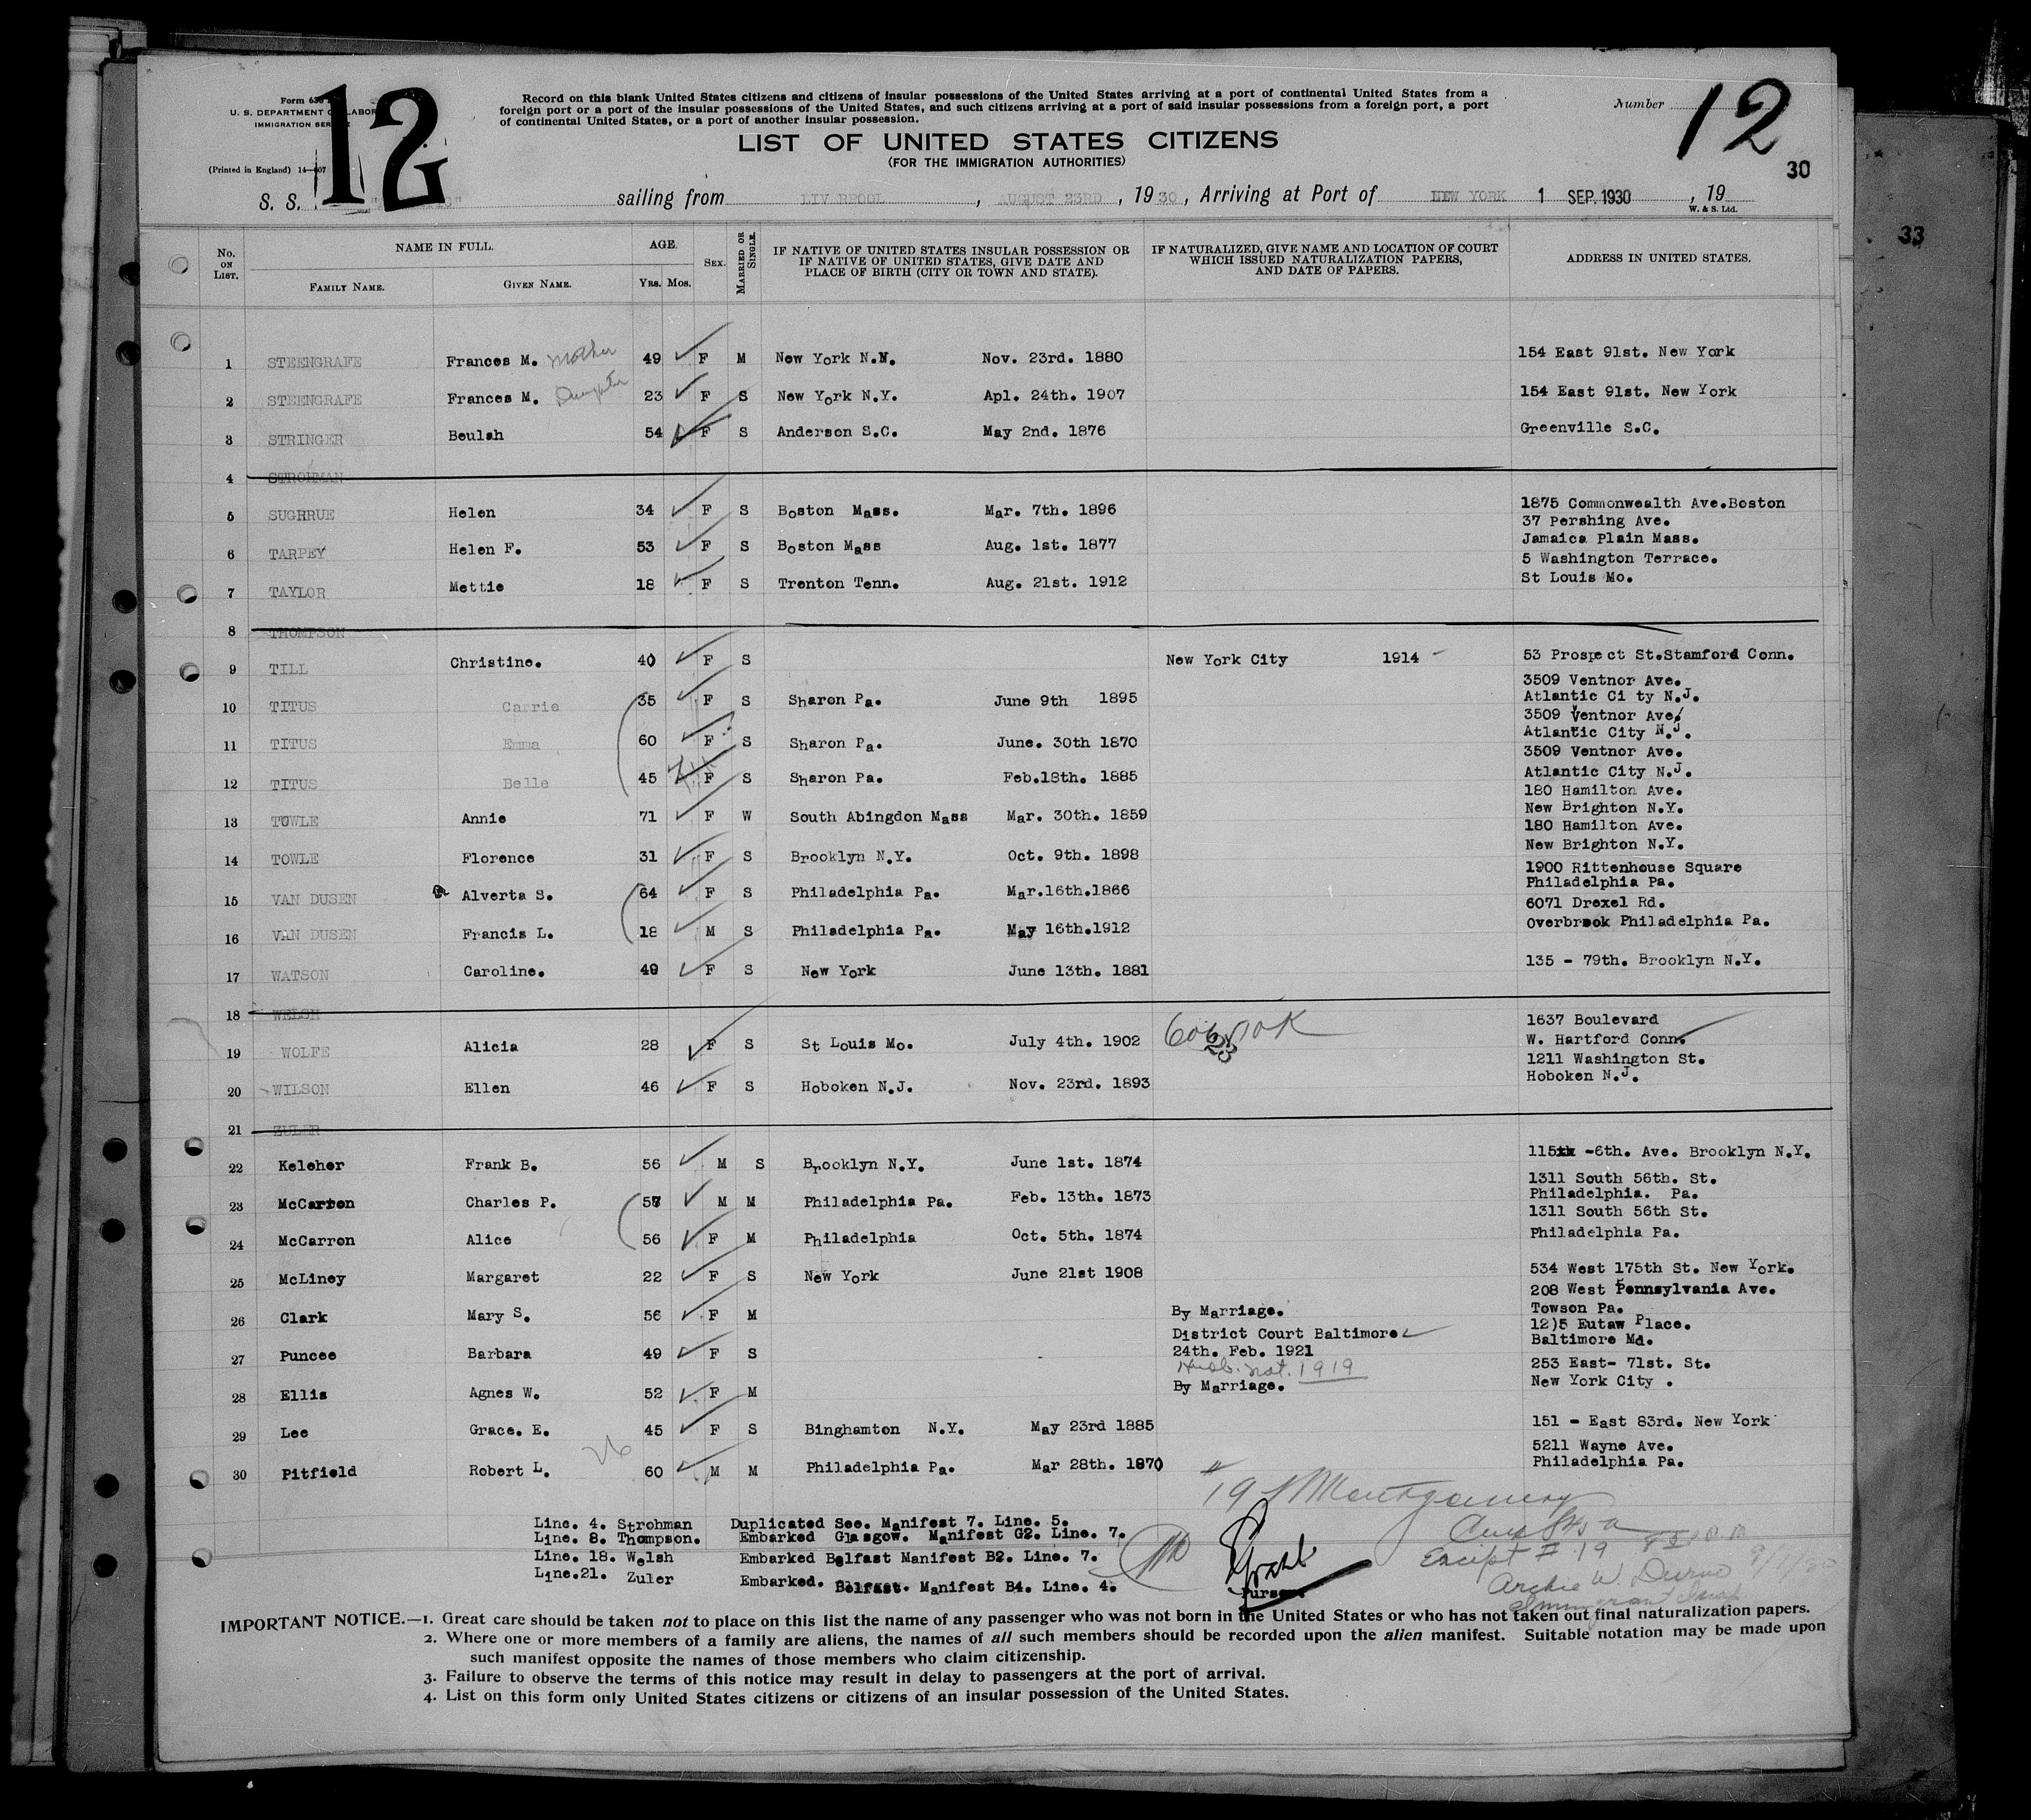 12
12
Form 630
U. S. DEPARTMENT OF LABOR
IMMIGRATION SERVICE
(Printed in England) 14—607
Record on this blank United States citizens and citizens of insular possessions of the United States arriving at a port of continental United States from a
foreign port or a port of the insular possessions of the United States, and such citizens arriving at a port of said insular possessions from a foreign port, a port
of continental United States, or a port of another insular possession.
Number
LIST OF UNITED STATES CITIZENS
(FOR THE IMMIGRATION AUTHORITIES)
30
S. S. sailing from LIV RPOOL , AUGUST 23RD , 1930 , Arriving at Port of NEW YORK 1 SEP. 1930 , 19
W. & S. Ltd.
33
No. ON LIST. NAME IN FULL. FAMILY NAME. GIVEN NAME. AGE. YRS. MOS. SEX. MARRIED OR SINGLE.
IF NATIVE OF UNITED STATES INSULAR POSSESSION OR
IF NATIVE OF UNITED STATES, GIVE DATE AND
PLACE OF BIRTH (CITY OR TOWN AND STATE).
IF NATURALIZED, GIVE NAME AND LOCATION OF COURT
WHICH ISSUED NATURALIZATION PAPERS,
AND DATE OF PAPERS.
ADDRESS IN UNITED STATES.
1 STEENGRAFE Frances M. Mother 49 F M New York N.Y. Nov. 23rd. 1880 154 East 91st. New York
2 STEENGRAFE Frances M. Daughter 23 F S New York N.Y. Apl. 24th. 1907 154 East 91st. New York
3 STRINGER Beulah 54 F S Anderson S.C. May 2nd. 1876 Greenville S.C.
4 STROHMAN
5 SUGHRUE Helen 34 F S Boston Mass. Mar. 7th. 1896 1875 Commonwealth Ave.Boston
37 Pershing Ave.
6 TARPEY Helen F. 53 F S Boston Mass Aug. 1st. 1877 Jamaica Plain Mass.
5 Washington Terrace.
7 TAYLOR Mettie 18 F S Trenton Tenn. Aug. 21st. 1912 St Louis Mo.
8 THOMPSON
9 TILL Christine. 40 F S New York City 1914 53 Prospect St.Stamford Conn.
3509 Ventnor Ave.
10 TITUS Carrie 35 F S Sharon Pa. June 9th 1895 Atlantic Ci ty N.J.
3509 Ventnor Ave.
11 TITUS Emma 60 F S Sharon Pa. June. 30th 1870 Atlantic City N.J.
3509 Ventnor Ave.
12 TITUS Belle 45 F S Sharon Pa. Feb.18th. 1885 Atlantic City N.J.
180 Hamilton Ave.
13 TOWLE Annie 71 F W South Abingdon Mass Mar. 30th. 1859 New Brighton N.Y.
180 Hamilton Ave.
14 TOWLE Florence 31 F S Brooklyn N.Y. Oct. 9th. 1898 New Brighton N.Y.
1900 Rittenhouse Square
15 VAN DUSEN Alverta S. 64 F S Philadelphia Pa. Mar.16th.1866 Philadelphia Pa.
6071 Drexel Rd.
16 VAN DUSEN Francis L. 18 M S Philadelphia Pa. May 16th.1912 Overbrook Philadelphia Pa.
17 WATSON Caroline. 49 F S New York June 13th. 1881 135 - 79th. Brooklyn N.Y.
18 WELSH
1637 Boulevard
19 WOLFE Alicia 28 F S St Louis Mo. July 4th. 1902 W. Hartford Conn.
1211 Washington St.
20 WILSON Ellen 46 F S Hoboken N.J. Nov. 23rd. 1893 Hoboken N.J.
21 ZULER
22 Keleher Frank B. 56 M S Brooklyn N.Y. June 1st. 1874 115th -6th. Ave. Brooklyn N.Y.
1311 South 56th. St.
23 McCarron Charles P. 57 M M Philadelphia Pa. Feb. 13th. 1873 Philadelphia. Pa.
1311 South 56th St.
24 McCarron Alice 56 F M Philadelphia Oct. 5th. 1874 Philadelphia Pa.
25 McLiney Margaret 22 F S New York June 21st 1908 534 West 175th St. New York.
208 West Pennsylvania Ave.
26 Clark Mary S. 56 F M By Marriage. Towson Pa.
District Court Baltimore 12)5 Eutaw Place.
27 Puncee Barbara 49 F S 24th. Feb. 1921 Baltimore Md.
Husb. nat. 1919 253 East- 71st. St.
28 Ellis Agnes W. 52 F M By Marriage. New York City .
29 Lee Grace. E. 45 F S Binghamton N.Y. May 23rd 1885 151 - East 83rd. New York
5211 Wayne Ave.
30 Pitfield Robert L. 60 M M Philadelphia Pa. Mar 28th. 1870 Philadelphia Pa.
26
#19 Montgomery
Line. 4. Strohman Duplicated See. Manifest 7. Line. 5.
Line. 8. Thompson. Embarked Glasgow. Manifest G2. Line. 7.
Line. 18. Welsh Embarked Belfast Manifest B2. Line. 7.
Line.21. Zuler Embarked. Belfast. Manifest B4. Line. 4.
Purser
Except # 19
Archie W.
IMPORTANT NOTICE.—1. Great care should be taken not to place on this list the name of any passenger who was not born in the United States or who has not taken out final naturalization papers.
2. Where one or more members of a family are aliens, the names of all such members should be recorded upon the alien manifest. Suitable notation may be made upon
such manifest opposite the names of those members who claim citizenship.
3. Failure to observe the terms of this notice may result in delay to passengers at the port of arrival.
4. List on this form only United States citizens or citizens of an insular possession of the United States.